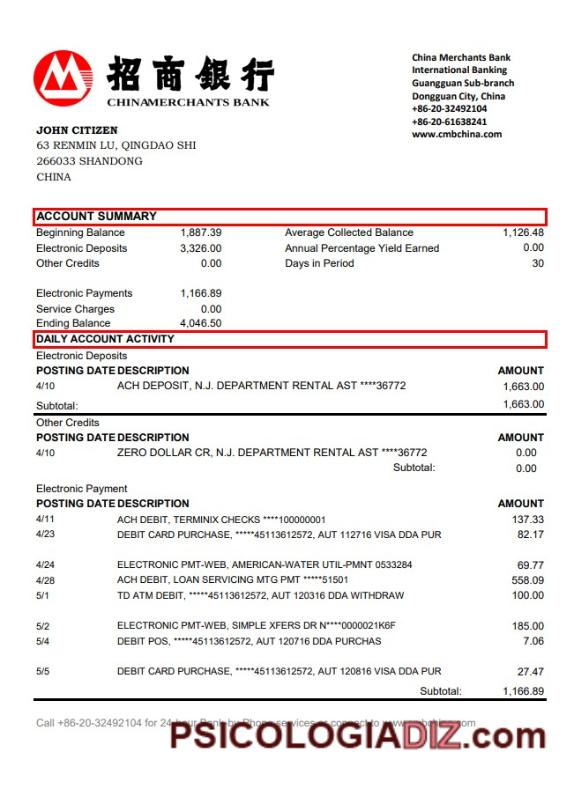 招商銀行
CHINAMERCHANTS BANK
China Merchants Bank
International Banking
Guangguan Sub-branch
Dongguan City, China
+86-20-32492104
+86-20-61638241
www.cmbchina.com
JOHN CITIZEN
63 RENMIN LU, QINGDAO SHI
266033 SHANDONG
CHINA
ACCOUNT SUMMARY
Beginning Balance 1,887.39 Average Collected Balance 1,126.48
Electronic Deposits 3,326.00 Annual Percentage Yield Earned 0.00
Other Credits 0.00 Days in Period 30
Electronic Payments 1,166.89
Service Charges 0.00
Ending Balance 4,046.50
DAILY ACCOUNT ACTIVITY
Electronic Deposits
POSTING DATE DESCRIPTION AMOUNT
4/10 ACH DEPOSIT, N.J. DEPARTMENT RENTAL AST ****36772 1,663.00
Subtotal: 1,663.00
Other Credits
POSTING DATE DESCRIPTION AMOUNT
4/10 ZERO DOLLAR CR, N.J. DEPARTMENT RENTAL AST ****36772 0.00
Subtotal: 0.00
Electronic Payment
POSTING DATE DESCRIPTION AMOUNT
4/11 ACH DEBIT, TERMINIX CHECKS ****100000001 137.33
4/23 DEBIT CARD PURCHASE, *****45113612572, AUT 112716 VISA DDA PUR 82.17
4/24 ELECTRONIC PMT-WEB, AMERICAN-WATER UTIL-PMNT 0533284 69.77
4/28 ACH DEBIT, LOAN SERVICING MTG PMT *****51501 558.09
5/1 TD ATM DEBIT, *****45113612572, AUT 120316 DDA WITHDRAW 100.00
5/2 ELECTRONIC PMT-WEB, SIMPLE XFERS DR N****0000021K6F 185.00
5/4 DEBIT POS, *****45113612572, AUT 120716 DDA PURCHAS 7.06
5/5 DEBIT CARD PURCHASE, *****45113612572, AUT 120816 DDA PUR 27.47
Subtotal: 1,166.89
Call +86-20-32492104 for 24-hour Bank-by-Phone services or connect to www.cmbchina.com
PSICOLOGIADIZ.com